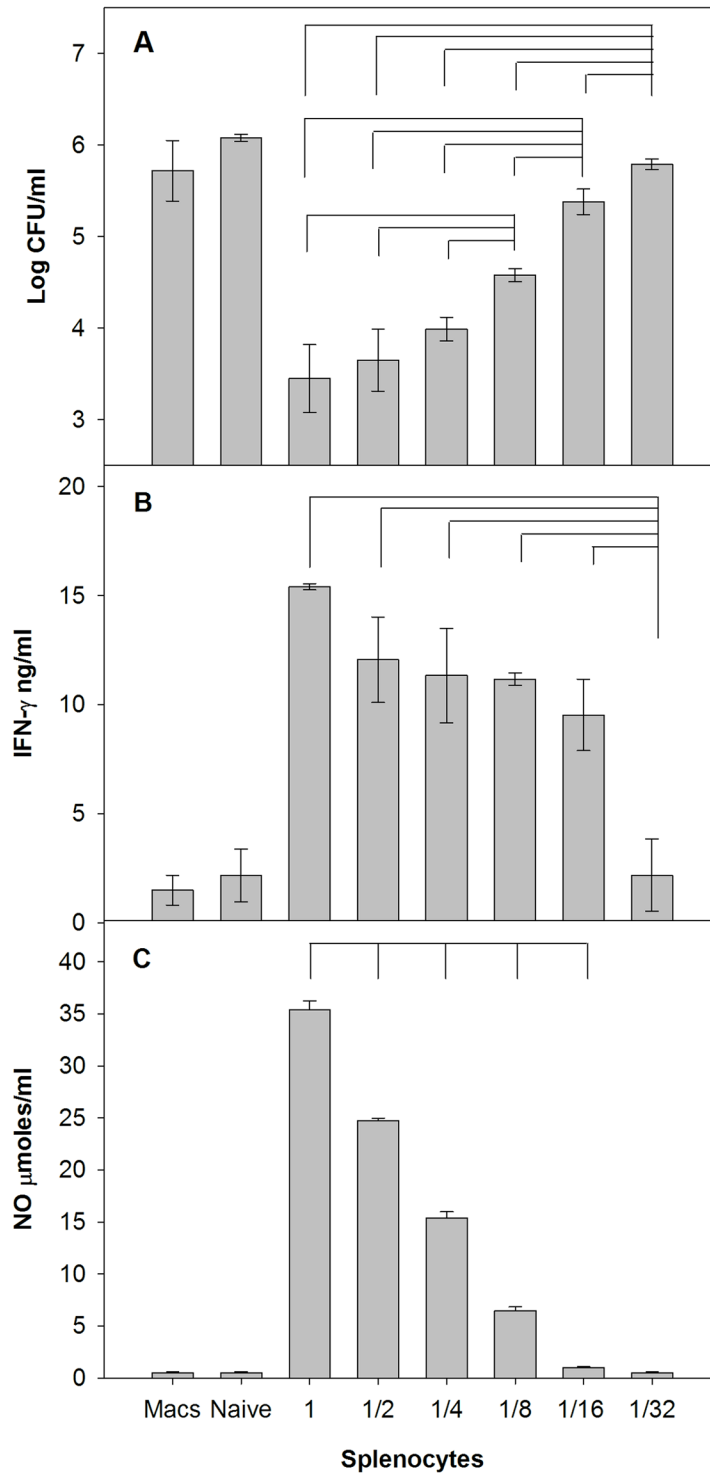 A
7
6
5
4
3
Log CFU/ml
B
20
15
10
5
0
IFN-γ ng/ml
C
40
35
30
25
20
15
10
5
0
NO μmoles/ml
Macs Naive 1 1/2 1/4 1/8 1/16 1/32
Splenocytes